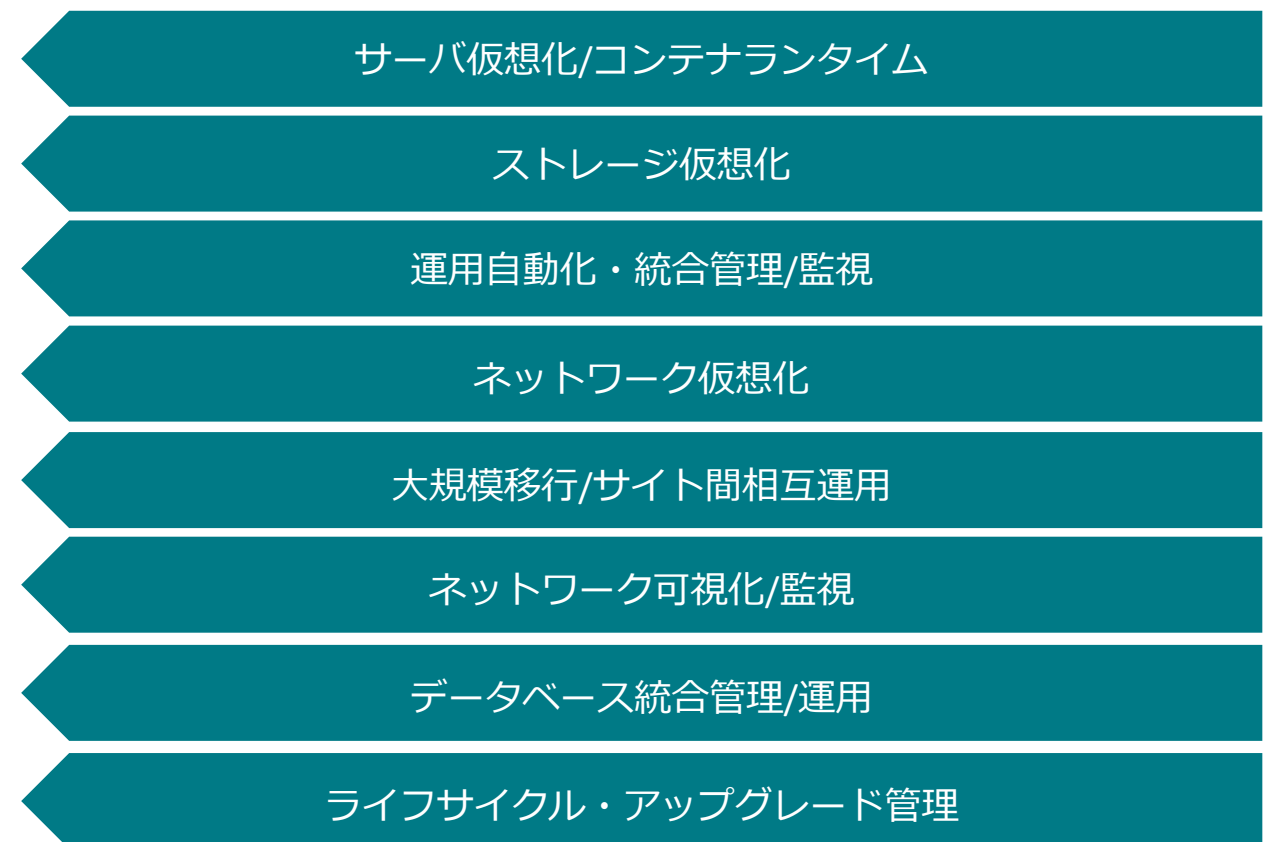 サーバ仮想化/コンテナランタイム
ストレージ仮想化
運用自動化・統合管理/監視
ネットワーク仮想化
大規模移行/サイト間相互運用
ネットワーク可視化/監視
データベース統合管理/運用
ライフサイクル・アップグレード管理